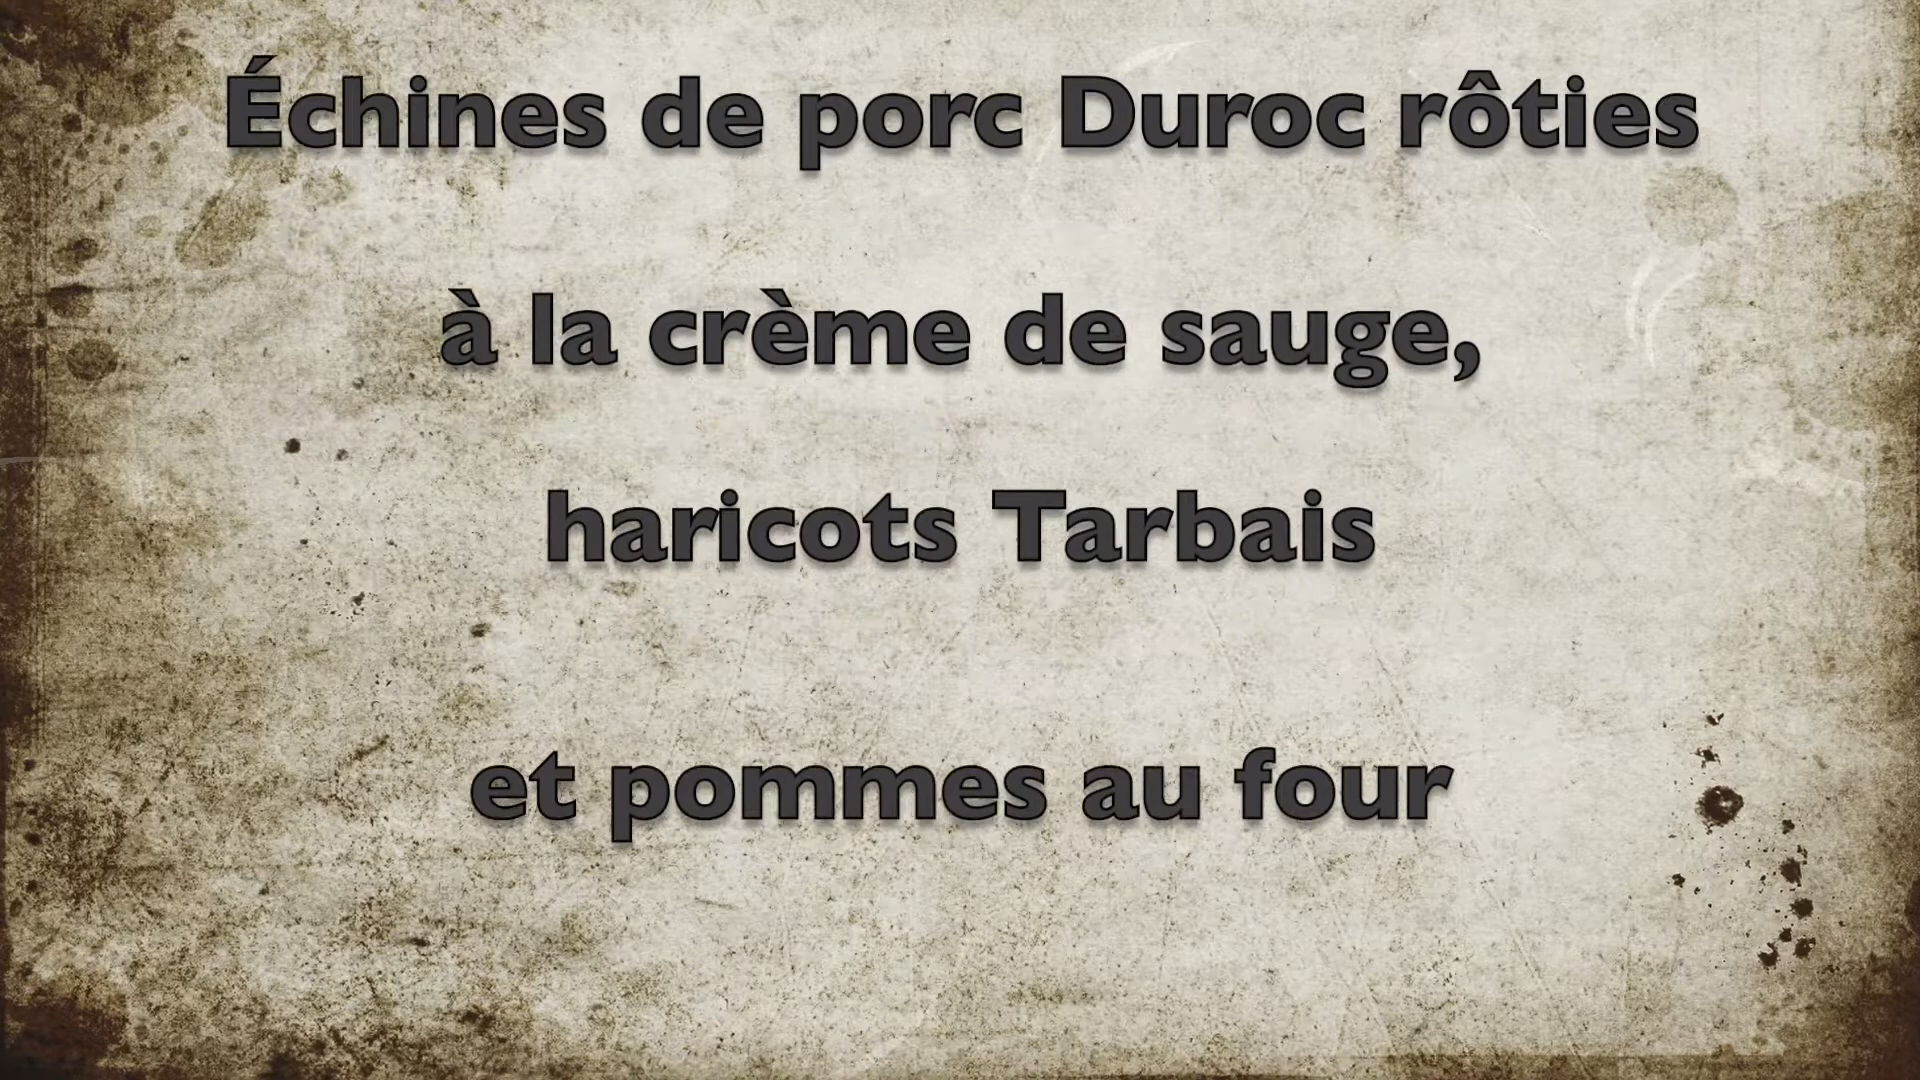 Échines de porc Duroc rôties
à la crème de sauge,
haricots Tarbais
et pommes au four